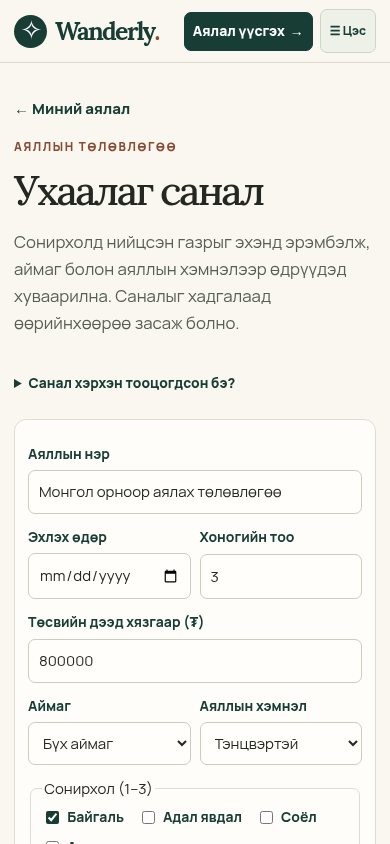 Wanderly.
Аялал үүсгэх →
☰ Цэс
← Миний аялал
АЯЛЛЫН ТӨЛӨВЛӨГӨӨ
Ухаалаг санал
Сонирхолд нийцсэн газрыг эхэнд эрэмбэлж,
аймаг болон аяллын хэмнэлээр өдрүүдэд
хуваарилна. Саналыг хадгалаад
өөрийнхөөрөө засаж болно.
▶ Санал хэрхэн тооцогдсон бэ?
Аяллын нэр
Монгол орноор аялах төлөвлөгөө
Эхлэх өдөр Хоногийн тоо
mm/dd/yyyy 3
Төсвийн дээд хязгаар (₮)
800000
Аймаг Аяллын хэмнэл
Бүх аймаг Тэнцвэртэй
Сонирхол (1–3)
Байгаль Адал явдал Соёл